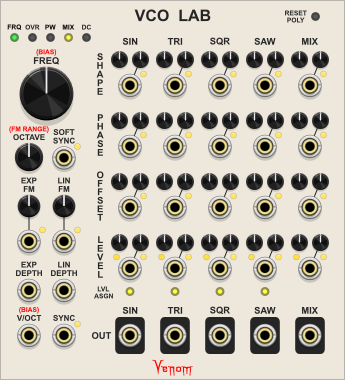 VCO LAB
RESET
POLY
FRQ OVR PW MIX DC
(BIAS)
FREQ
SIN TRI SQR SAW MIX
SHAPE
(FM RANGE)
OCTAVE
SOFT
SYNC
PHASE
EXP
FM
LIN
FM
OFFSET
EXP
DEPTH
LIN
DEPTH
LEVEL
LVL
ASGN
(BIAS)
V/OCT
SYNC
SIN TRI SQR SAW MIX
OUT
Venom